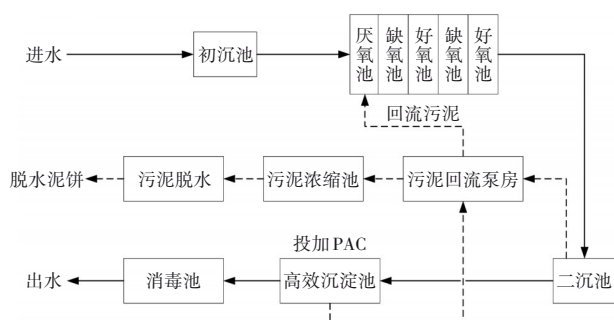 进水
初沉池
厌氧池
缺氧池
好氧池
缺氧池
好氧池
回流污泥
脱水泥饼
污泥脱水
污泥浓缩池
污泥回流泵房
投加PAC
出水
消毒池
高效沉淀池
二沉池